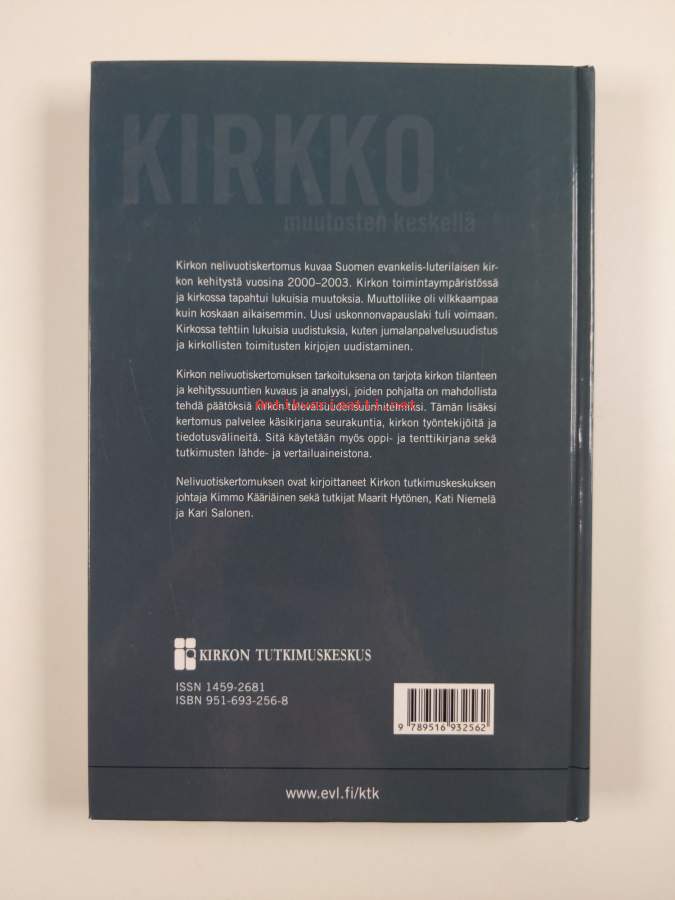 KIRKKO
muutosten keskellä
Kirkon nelivuotiskertomus kuvaa Suomen evankelis-luterilaisen kir-
kon kehitystä vuosina 2000–2003. Kirkon toimintaympäristössä
ja kirkossa tapahtui lukuisia muutoksia. Muuttoliike oli vilkkaampaa
kuin koskaan aikaisemmin. Uusi uskonnonvapauslaki tuli voimaan.
Kirkossa tehtiin lukuisia uudistuksia, kuten jumalanpalvelusuudistus
ja kirkollisten toimitusten kirjojen uudistaminen.
Kirkon nelivuotiskertomuksen tarkoituksena on tarjota kirkon tilanteen
ja kehityssuuntien kuvaus ja analyysi, joiden pohjalta on mahdollista
tehdä päätöksiä kirkon tulevaisuudensuunnitelmiksi. Tämän lisäksi
Antikvariaatti.net
kertomus palvelee käsikirjana seurakuntia, kirkon työntekijöitä ja
tiedotusvälineitä. Sitä käytetään myös oppi- ja tenttikirjana sekä
tutkimusten lähde- ja vertailuaineistona.
Nelivuotiskertomuksen ovat kirjoittaneet Kirkon tutkimuskeskuksen
johtaja Kimmo Kääriäinen sekä tutkijat Maarit Hytönen, Kati Niemelä
ja Kari Salonen.
KIRKON TUTKIMUSKESKUS
ISSN 1459-2681
ISBN 951-693-256-8
9 789516 932562
www.evl.fi/ktk